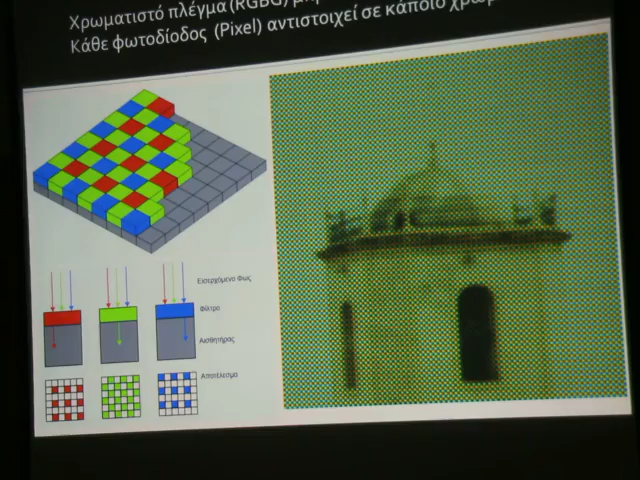 Χρωματιστό πλέγμα (RGBG)
Κάθε φωτοδίοδος (Pixel) αντιστοιχεί σε κάποιο
Εισερχόμενο Φως
Φίλτρο
Αισθητήρας
Αποτέλεσμα